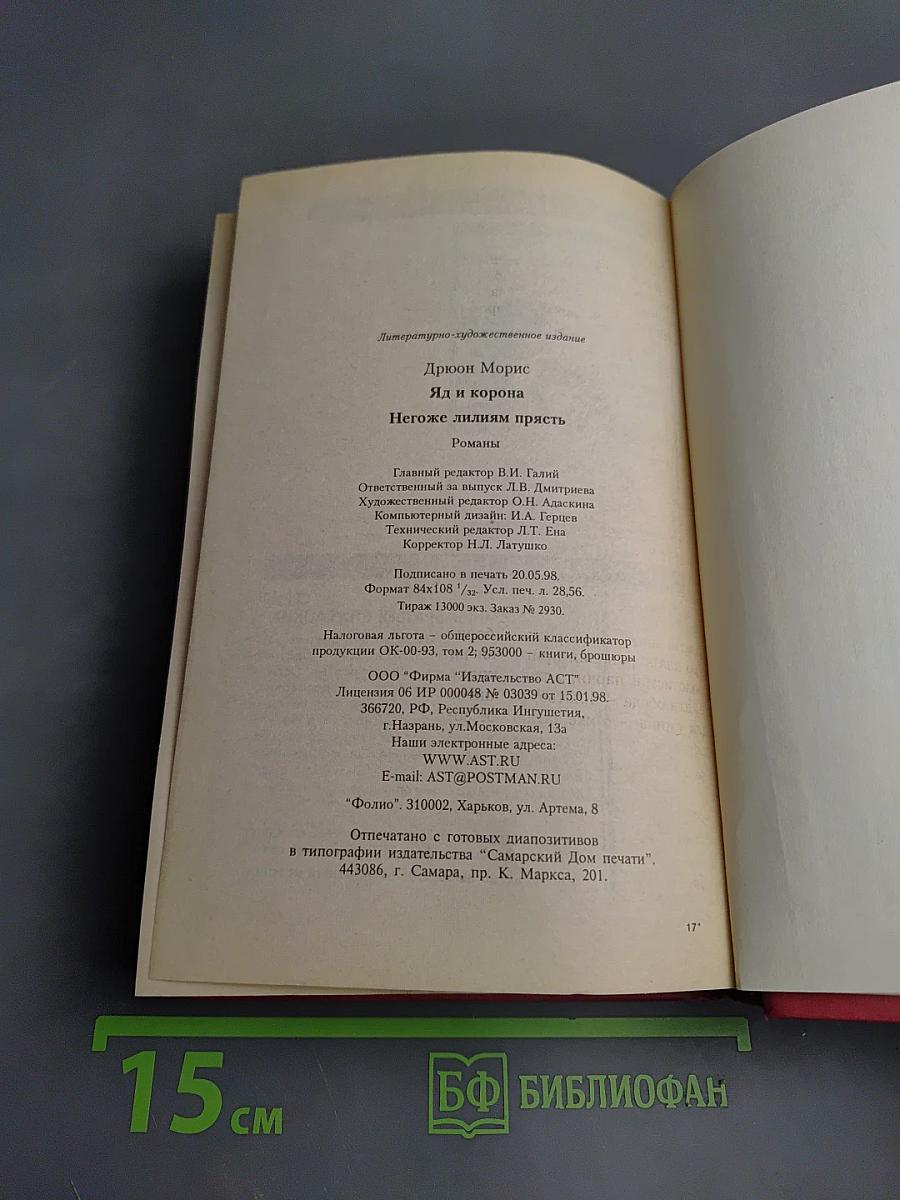 Литературно-художественное издание
Дрюон Морис
Яд и корона
Негоже лилиям прясть
Романы
Главный редактор В.И. Галий
Ответственный за выпуск Л.В. Дмитриева
Художественный редактор О.Н. Адаскина
Компьютерный дизайн: И.А. Герцев
Технический редактор Л.Т. Ена
Корректор Н.Л. Латушко
Подписано в печать 20.05.98.
Формат 84х108 1/32. Усл. печ. л. 28,56.
Тираж 13000 экз. Заказ № 2930.
Налоговая льгота – общероссийский классификатор
продукции ОК-00-93, том 2; 953000 – книги, брошюры
ООО "Фирма "Издательство АСТ"
Лицензия 06 ИР 000048 № 03039 от 15.01.98.
366720, РФ, Республика Ингушетия,
г.Назрань, ул.Московская, 13а
Наши электронные адреса:
WWW.AST.RU
E-mail: AST@POSTMAN.RU
"Фолио". 310002, Харьков, ул. Артема, 8
Отпечатано с готовых диапозитивов
в типографии издательства "Самарский Дом печати".
443086, г. Самара, пр. К. Маркса, 201.
17*
15 см
БФ БИБЛИОФАН